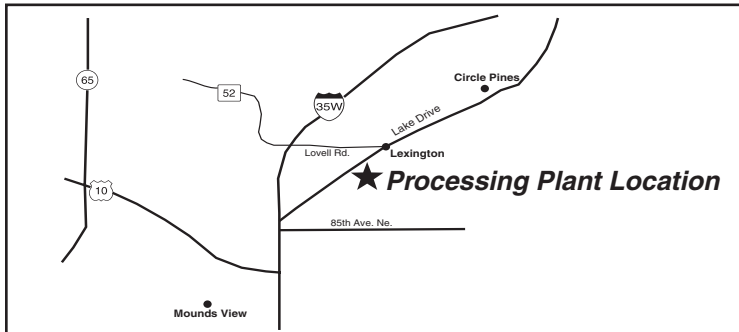 65
52
35W
Circle Pines
Lake Drive
Lovell Rd.
Lexington
Processing Plant Location
10
85th Ave. Ne.
Mounds View